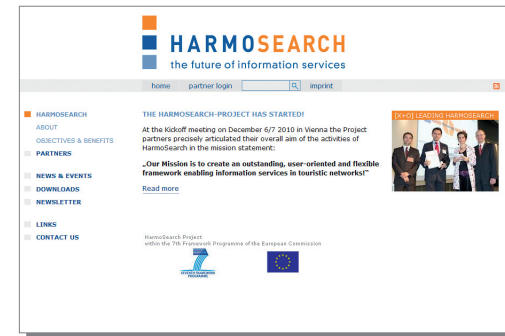 HARMOSEARCH
the future of information services
home partner login imprint
HARMOSEARCH
ABOUT
OBJECTIVES & BENEFITS
PARTNERS
NEWS & EVENTS
DOWNLOADS
NEWSLETTER
LINKS
CONTACT US
THE HARMOSEARCH-PROJECT HAS STARTED!
At the Kickoff meeting on December 6/7 2010 in Vienna the Project
partners precisely articulated their overall aim of the activities of
HarmoSearch in the mission statement:
„Our Mission is to create an outstanding, user-oriented and flexible
framework enabling information services in touristic networks!"
Read more
[X+O] LEADING HARMOSEARCH
HarmoSearch Project
within the 7th Framework Programme of the European Commission
SEVENTH FRAMEWORK
PROGRAMME